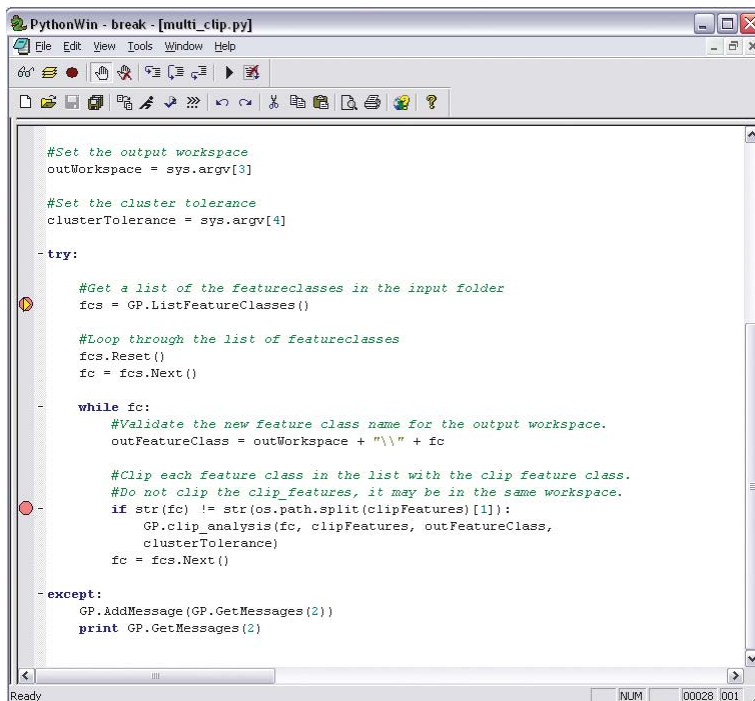 PythonWin - break - [multi_clip.py]
File Edit View Tools Window Help
#Set the output workspace
outWorkspace = sys.argv[3]
#Set the cluster tolerance
clusterTolerance = sys.argv[4]
try:
#Get a list of the featureclasses in the input folder
fcs = GP.ListFeatureClasses()
#Loop through the list of featureclasses
fcs.Reset()
fc = fcs.Next()
while fc:
#Validate the new feature class name for the output workspace.
outFeatureClass = outWorkspace + "\\" + fc
#Clip each feature class in the list with the clip feature class.
#Do not clip the clip_features, it may be in the same workspace.
if str(fc) != str(os.path.split(clipFeatures)[1]):
GP.clip_analysis(fc, clipFeatures, outFeatureClass,
clusterTolerance)
fc = fcs.Next()
except:
GP.AddMessage(GP.GetMessages(2))
print GP.GetMessages(2)
Ready NUM 00028 001